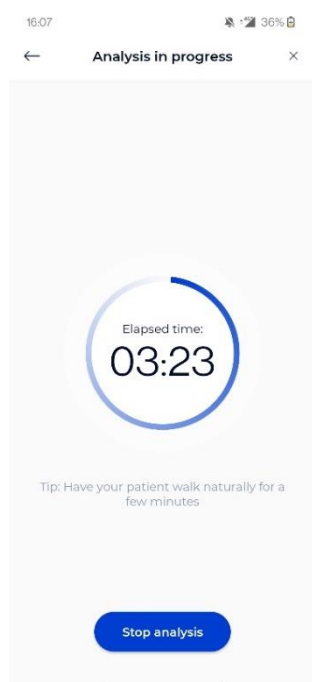 16:07 36%
Analysis in progress
Elapsed time:
03:23
Tip: Have your patient walk naturally for a
few minutes
Stop analysis